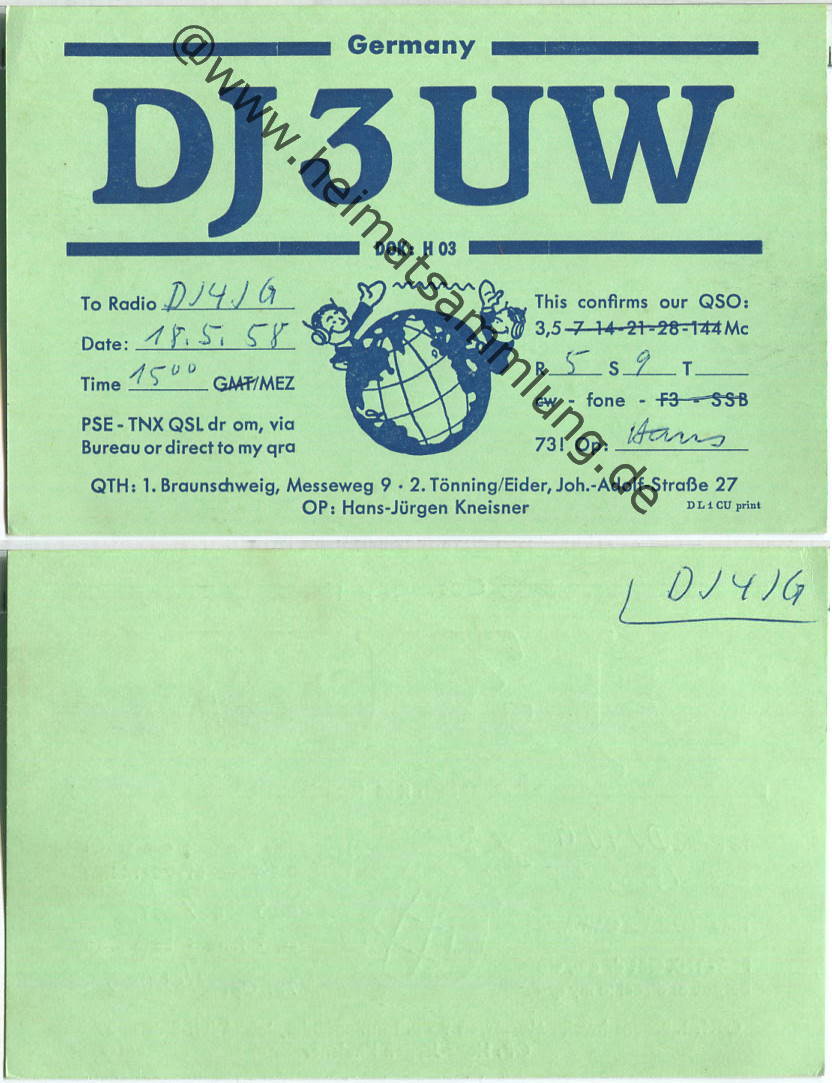 Germany
DJ3UW
DOK: H 03
To Radio DJ4JG
Date: 18.5.58
Time 15⁰⁰ GMT/MEZ
PSE - TNX QSL dr om, via
Bureau or direct to my qra
This confirms our QSO:
3,5-7-14-21-28-144 Mc
R 5 S 9 T
cw - fone - F3 - SSB
73! Op: Hans
QTH: 1. Braunschweig, Messeweg 9 · 2. Tönning/Eider, Joh.-Adolf-Straße 27
OP: Hans-Jürgen Kneisner
DL1CU print
@www.heimatsammlung.de
DJ4JG